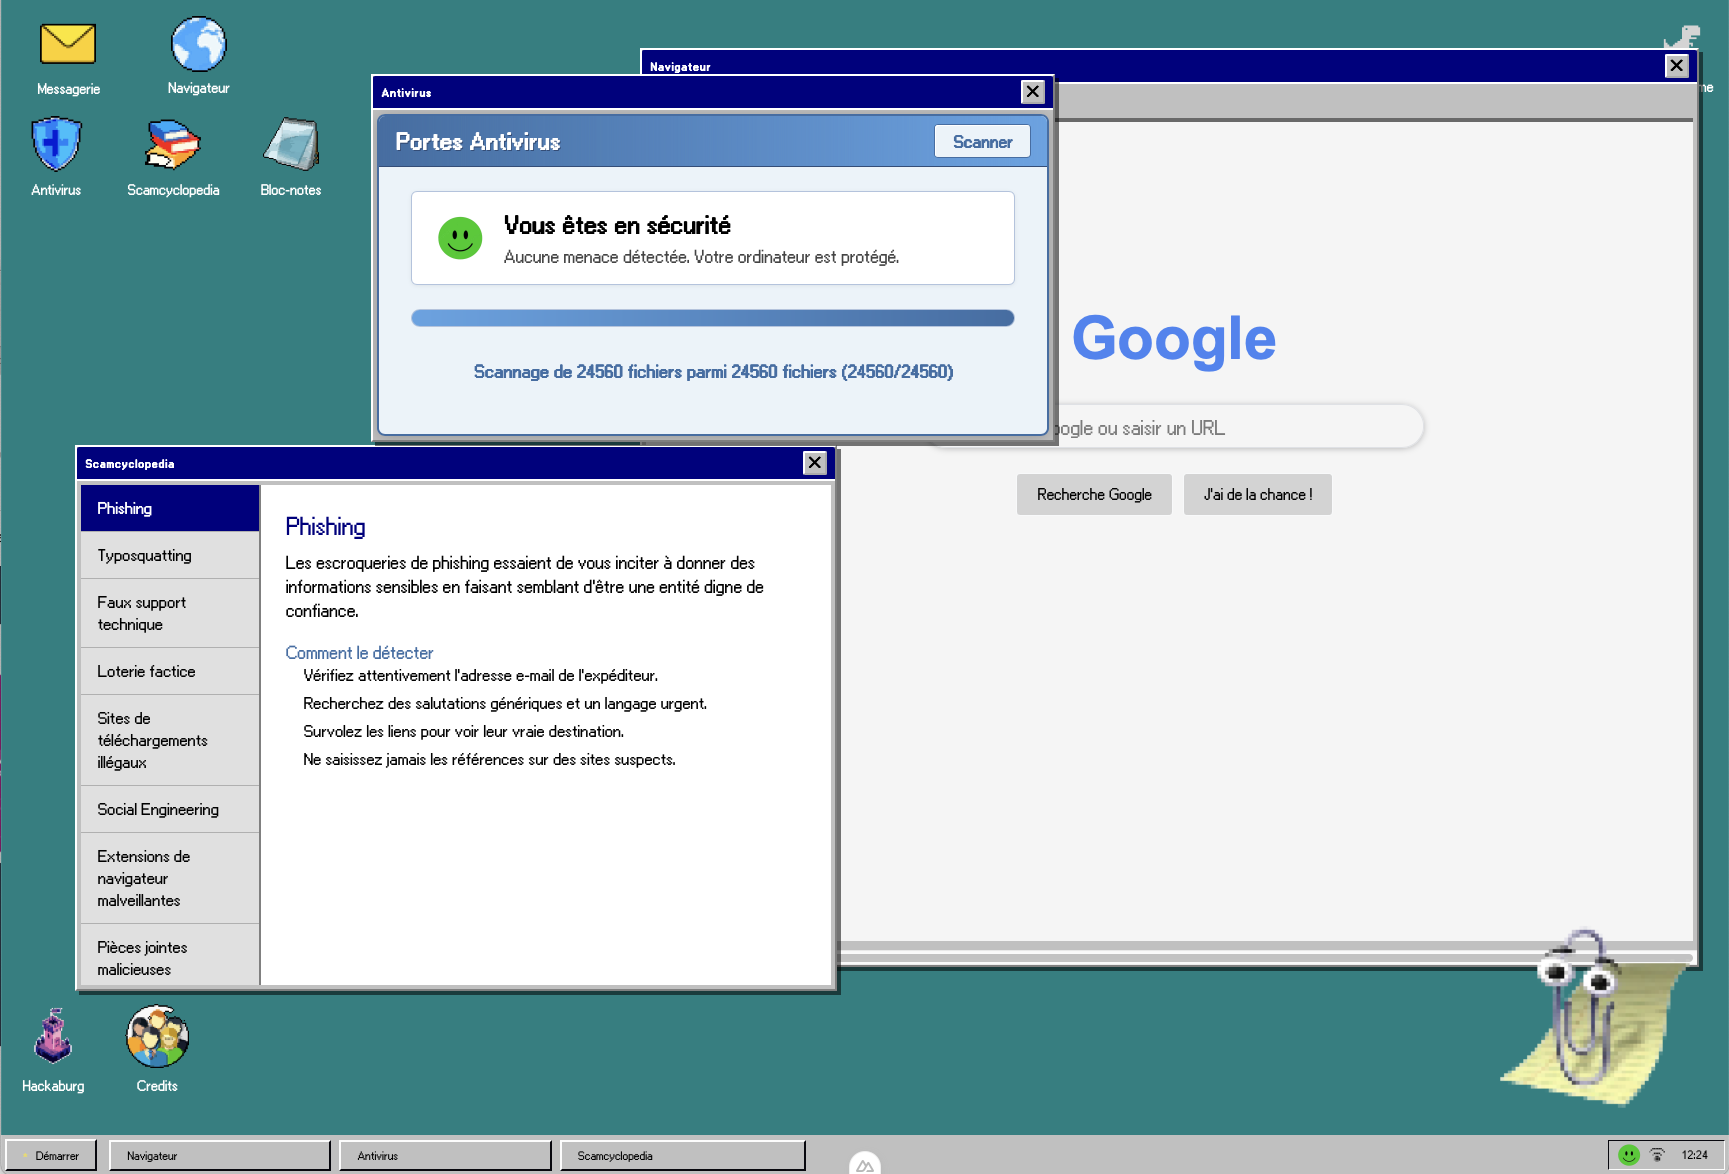 Messagerie
Navigateur
Antivirus
Scamcyclopedia
Bloc-notes
Navigateur
me
Antivirus
Portes Antivirus
Scanner
Vous êtes en sécurité
Aucune menace détectée. Votre ordinateur est protégé.
Scannage de 24560 fichiers parmi 24560 fichiers (24560/24560)
Google
oogle ou saisir un URL
Recherche Google
J'ai de la chance !
Scamcyclopedia
Phishing
Typosquatting
Faux support
technique
Loterie factice
Sites de
téléchargements
illégaux
Social Engineering
Extensions de
navigateur
malveillantes
Pièces jointes
malicieuses
Phishing
Les escroqueries de phishing essaient de vous inciter à donner des
informations sensibles en faisant semblant d'être une entité digne de
confiance.
Comment le détecter
Vérifiez attentivement l'adresse e-mail de l'expéditeur.
Recherchez des salutations génériques et un langage urgent.
Survolez les liens pour voir leur vraie destination.
Ne saisissez jamais les références sur des sites suspects.
Hackaburg
Credits
Démarrer
Navigateur
Antivirus
Scamcyclopedia
12:24